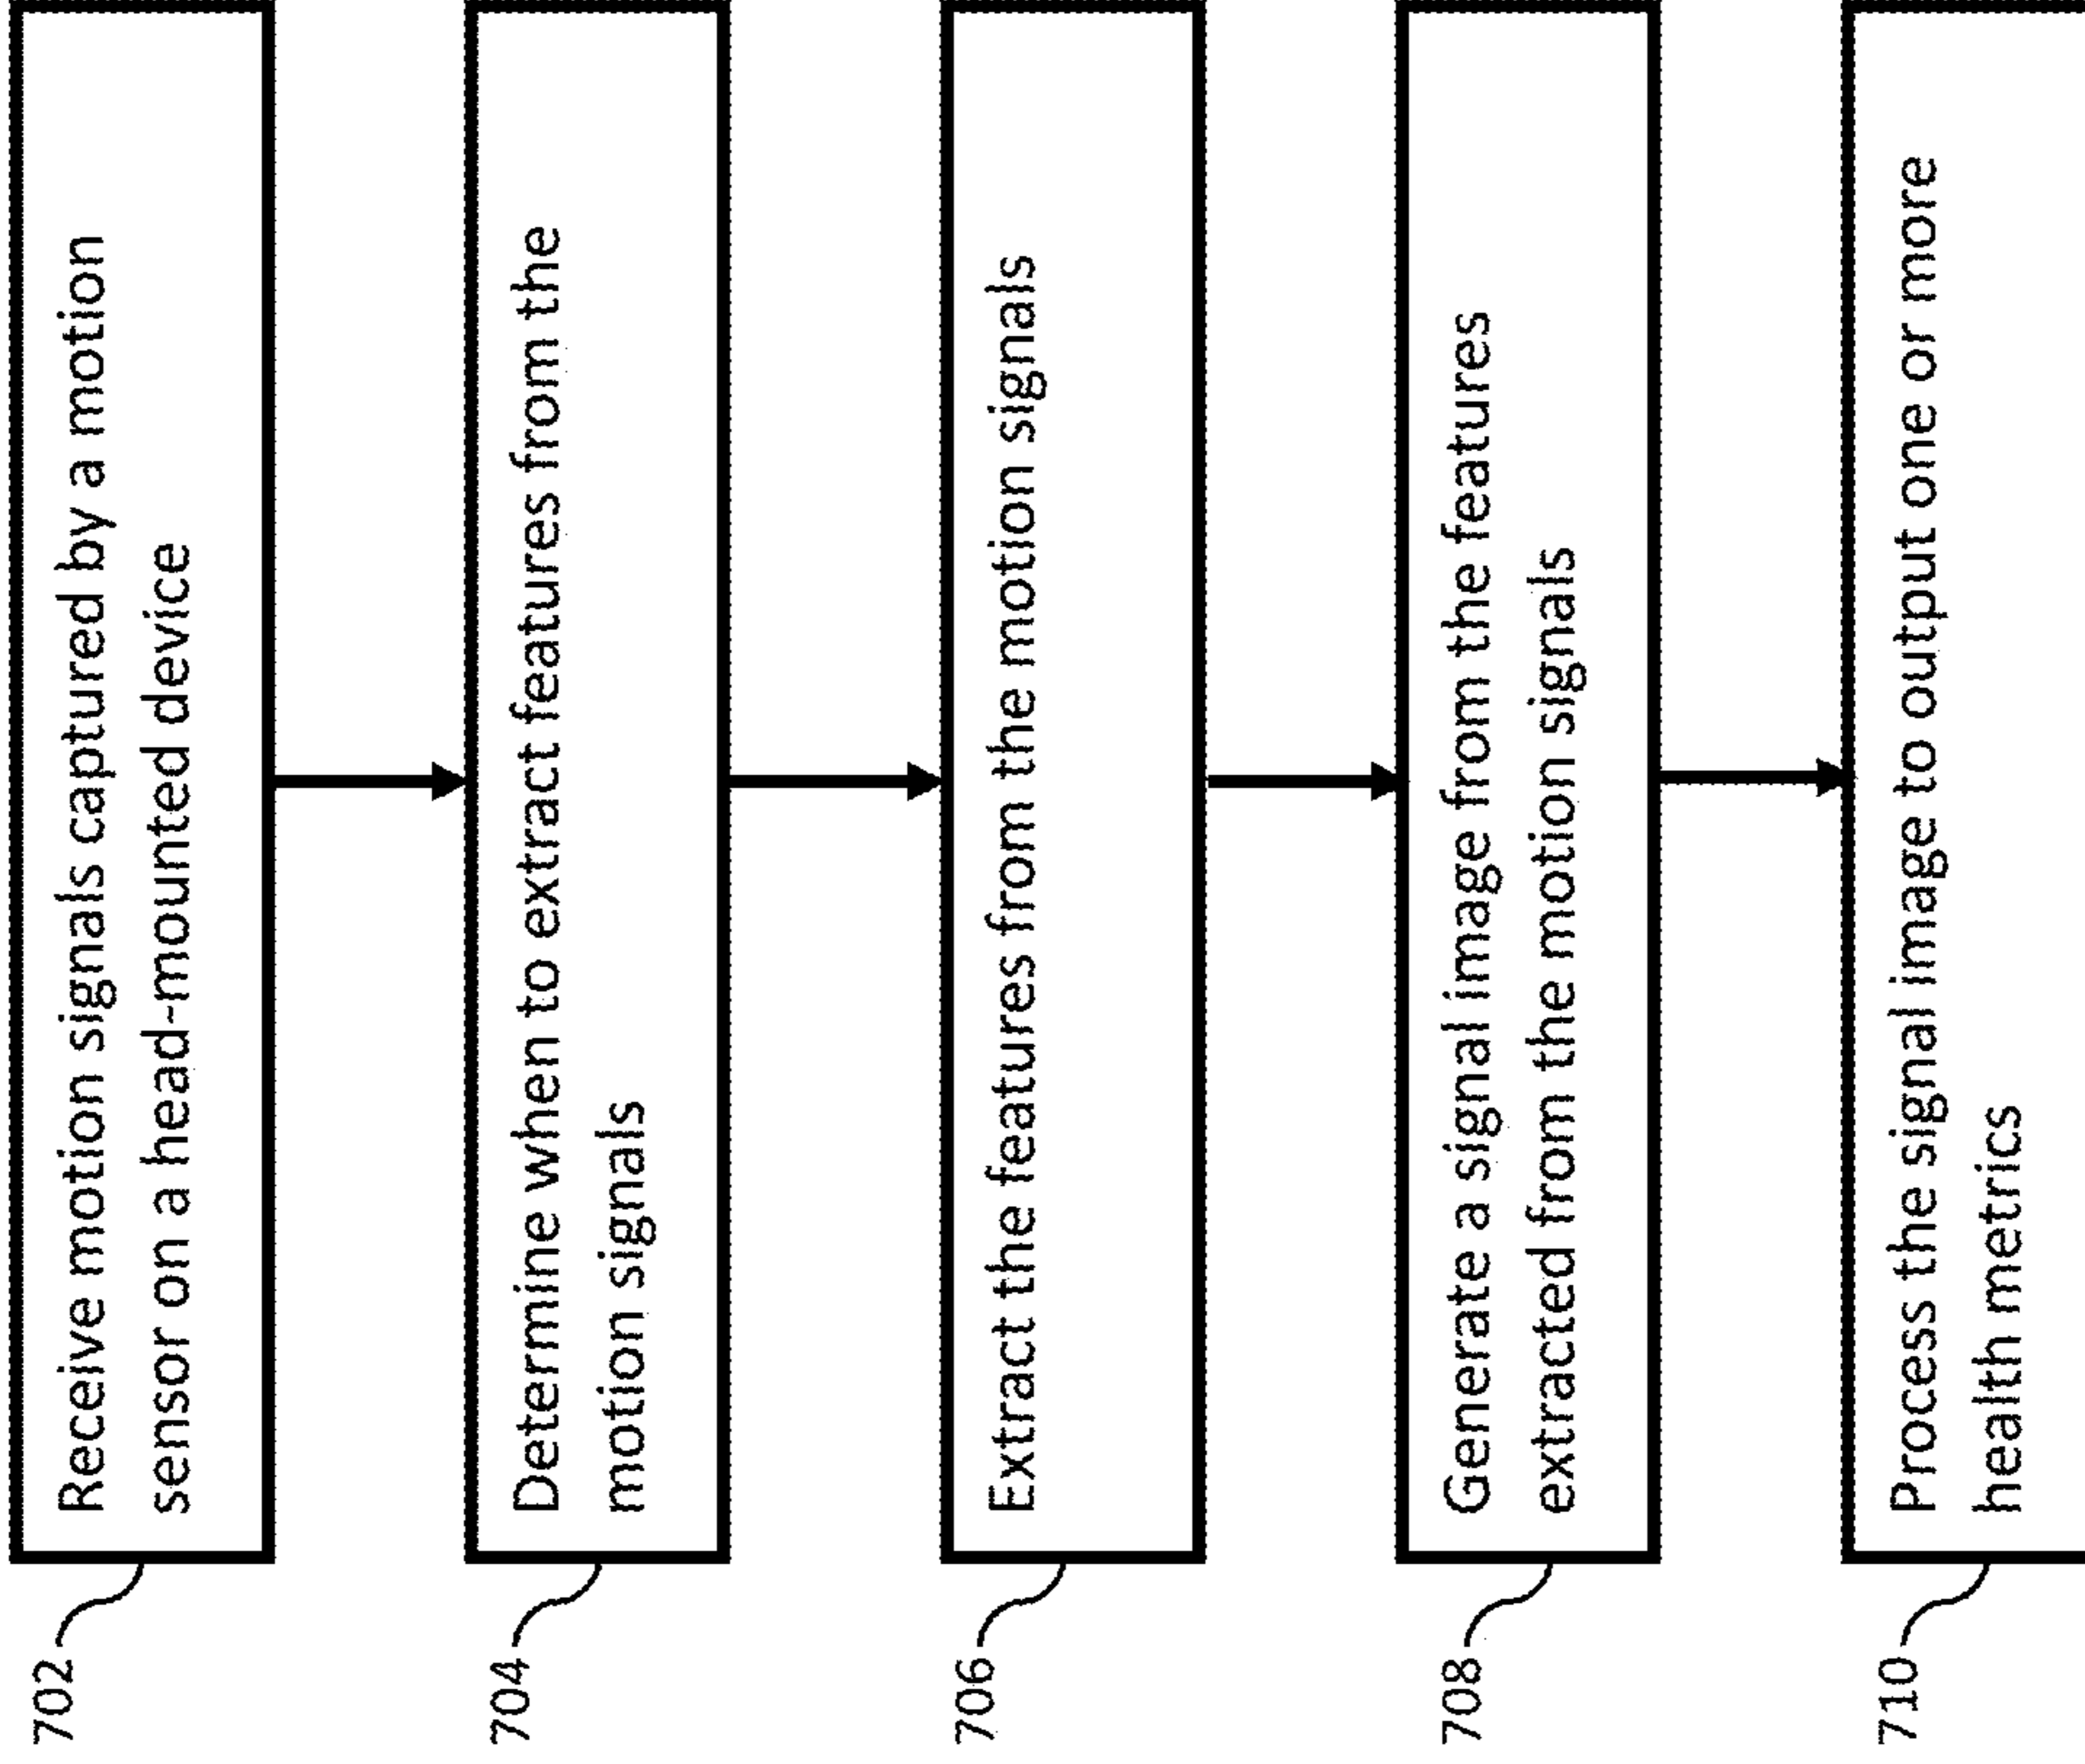 702
Receive motion signals captured by a motion
sensor on a head-mounted device
704
Determine when to extract features from the
motion signals
706
Extract the features from the motion signals
708
Generate a signal image from the features
extracted from the motion signals
710
Process the signal image to output one or more
health metrics